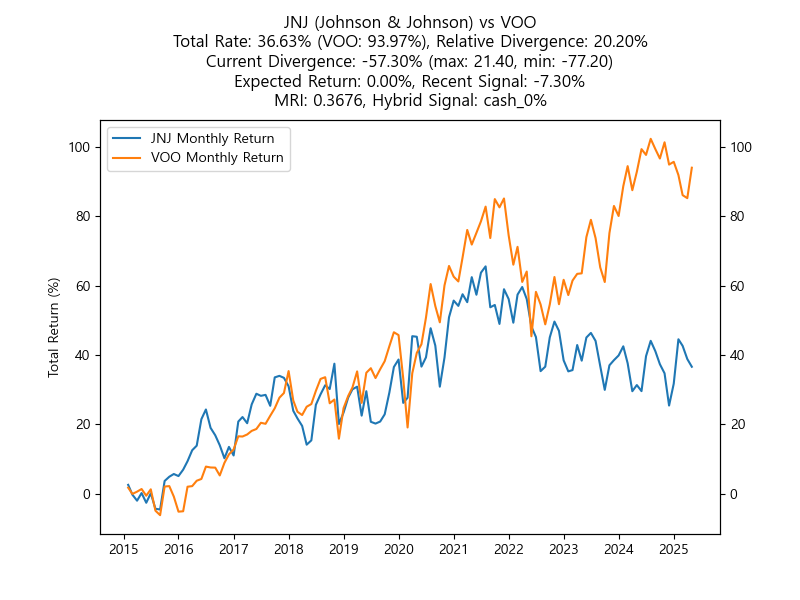 JNJ (Johnson & Johnson) vs VOO
Total Rate: 36.63% (VOO: 93.97%), Relative Divergence: 20.20%
Current Divergence: -57.30% (max: 21.40, min: -77.20)
Expected Return: 0.00%, Recent Signal: -7.30%
MRI: 0.3676, Hybrid Signal: cash_0%
JNJ Monthly Return
VOO Monthly Return
Total Return (%)
100
80
60
40
20
0
100
80
60
40
20
0
2015 2016 2017 2018 2019 2020 2021 2022 2023 2024 2025